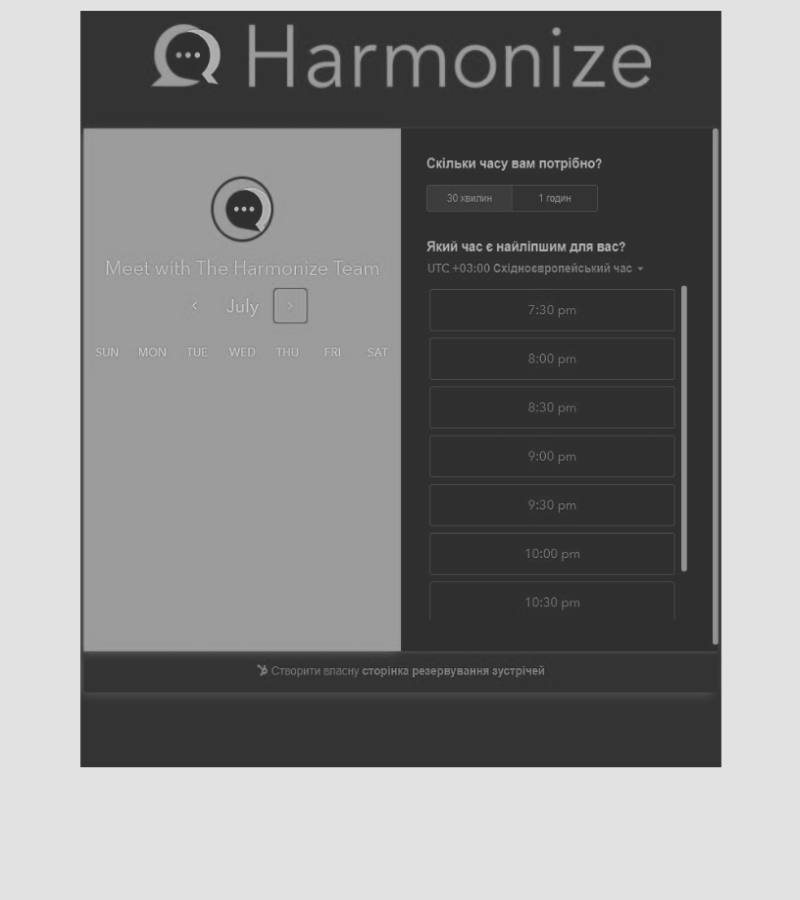 Harmonize
Meet with The Harmonize Team
July
SUN MON TUE WED THU FRI SAT
Скільки часу вам потрібно?
30 хвилин 1 годин
Який час є найліпшим для вас?
UTC +03:00 Східноєвропейський час
7:30 pm
8:00 pm
8:30 pm
9:00 pm
9:30 pm
10:00 pm
10:30 pm
Створити власну сторінка резервування зустрічей